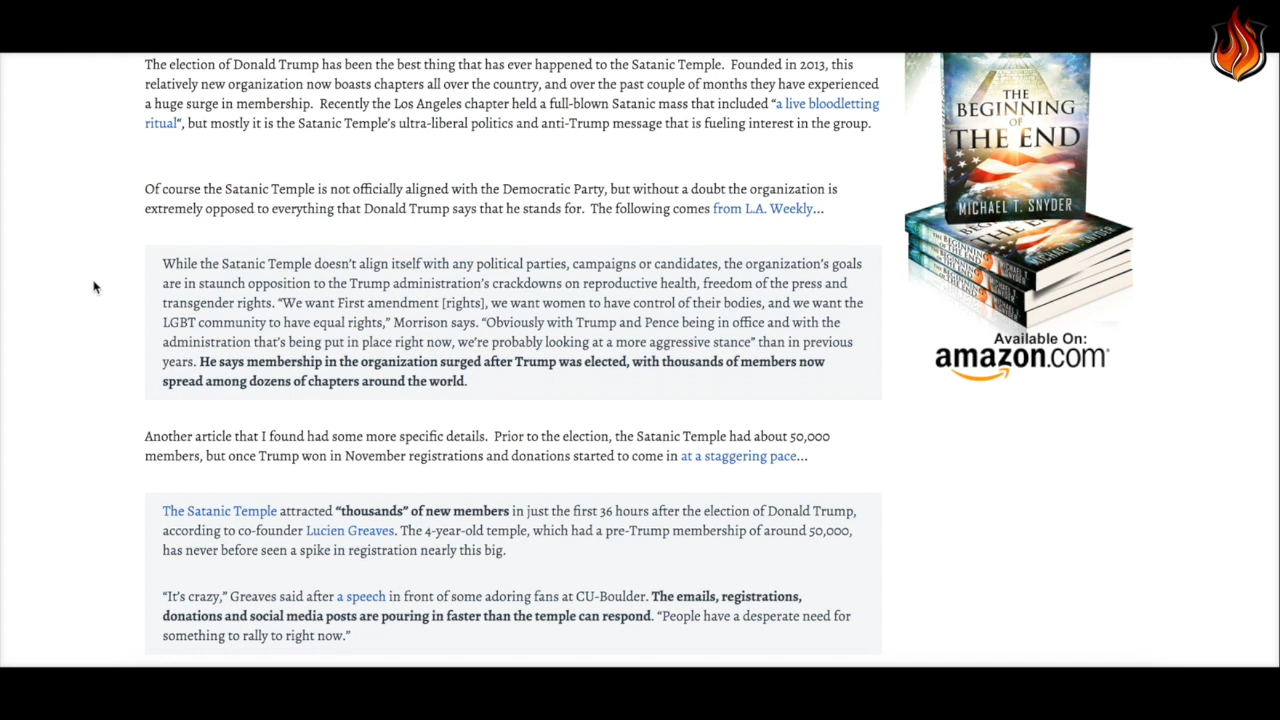 The election of Donald Trump has been the best thing that has ever happened to the Satanic Temple.  Founded in 2013, this
relatively new organization now boasts chapters all over the country, and over the past couple of months they have experienced
a huge surge in membership.  Recently the Los Angeles chapter held a full-blown Satanic mass that included “a live bloodletting
ritual“, but mostly it is the Satanic Temple's ultra-liberal politics and anti-Trump message that is fueling interest in the group.
Of course the Satanic Temple is not officially aligned with the Democratic Party, but without a doubt the organization is
extremely opposed to everything that Donald Trump says that he stands for.  The following comes from L.A. Weekly...
While the Satanic Temple doesn’t align itself with any political parties, campaigns or candidates, the organization’s goals
are in staunch opposition to the Trump administration’s crackdowns on reproductive health, freedom of the press and
transgender rights. “We want First amendment [rights], we want women to have control of their bodies, and we want the
LGBT community to have equal rights,” Morrison says. “Obviously with Trump and Pence being in office and with the
administration that’s being put in place right now, we’re probably looking at a more aggressive stance” than in previous
years. He says membership in the organization surged after Trump was elected, with thousands of members now
spread among dozens of chapters around the world.
Another article that I found had some more specific details.  Prior to the election, the Satanic Temple had about 50,000
members, but once Trump won in November registrations and donations started to come in at a staggering pace...
The Satanic Temple attracted “thousands” of new members in just the first 36 hours after the election of Donald Trump,
according to co-founder Lucien Greaves. The 4-year-old temple, which had a pre-Trump membership of around 50,000,
has never before seen a spike in registration nearly this big.
“It’s crazy,” Greaves said after a speech in front of some adoring fans at CU-Boulder. The emails, registrations,
donations and social media posts are pouring in faster than the temple can respond. “People have a desperate need for
something to rally to right now.”
THE
BEGINNING
OF
THE END
MICHAEL T. SNYDER
Available On:
amazon.com